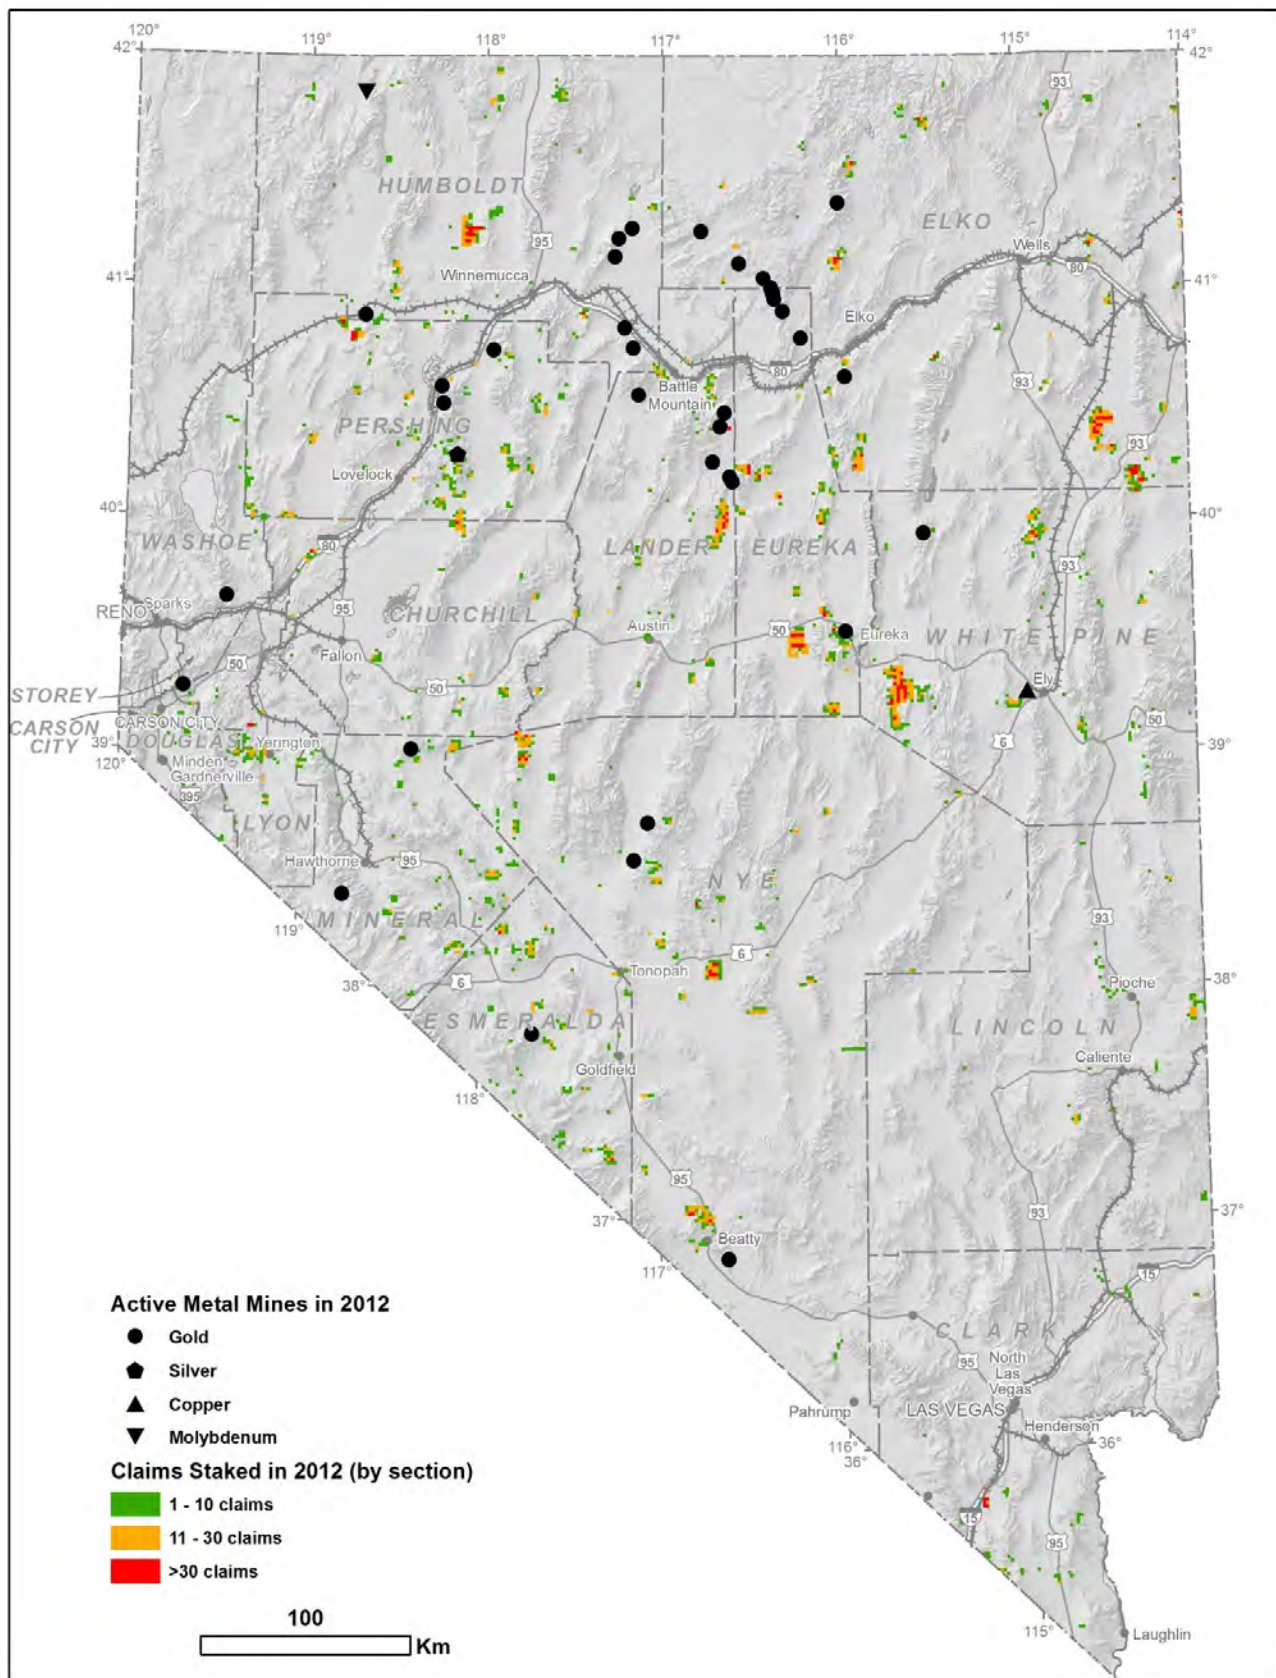 120°
119°
118°
117°
116°
115°
114°
42°
42°
93
HUMBOLDT
ELKO
95
Wells
80
41°
Winnemucca
41°
Elko
80
93
Battle
Mountain
93
PERSHING
Lovelock
40°
40°
WASHOE
80
LANDER
EUREKA
93
95
RENO
Sparks
CHURCHILL
Austin
50
Eureka
WHITE PINE
Fallon
50
Ely
STOREY
50
50
CARSON
CITY
CARSON CITY
6
39°
DOUGLAS
Yerington
39°
120°
Minden
Gardnerville
395
LYON
Hawthorne
95
NYE
MINERAL
93
119°
6
38°
6
Tonopah
38°
Pioche
ESMERALDA
LINCOLN
Goldfield
Caliente
118°
95
93
37°
37°
Beatty
117°
15
Active Metal Mines in 2012
Gold
CLARK
Silver
95
North
Las
Vegas
Copper
Pahrump
LAS VEGAS
Henderson
Molybdenum
116°
36°
36°
Claims Staked in 2012 (by section)
1 - 10 claims
15
11 - 30 claims
95
>30 claims
100
Km
115°
Laughlin